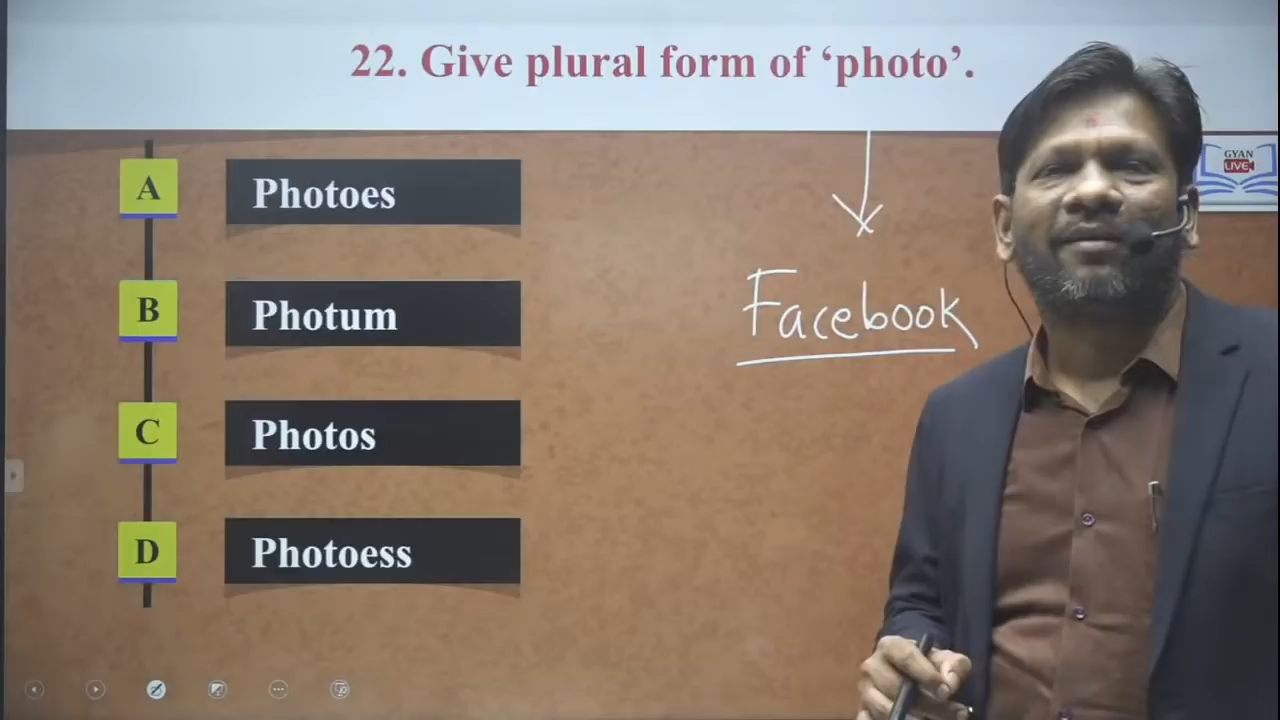 22. Give plural form of ‘photo’.
GYAN
LIVE
A Photoes
B Photum
Facebook
C Photos
D Photoess